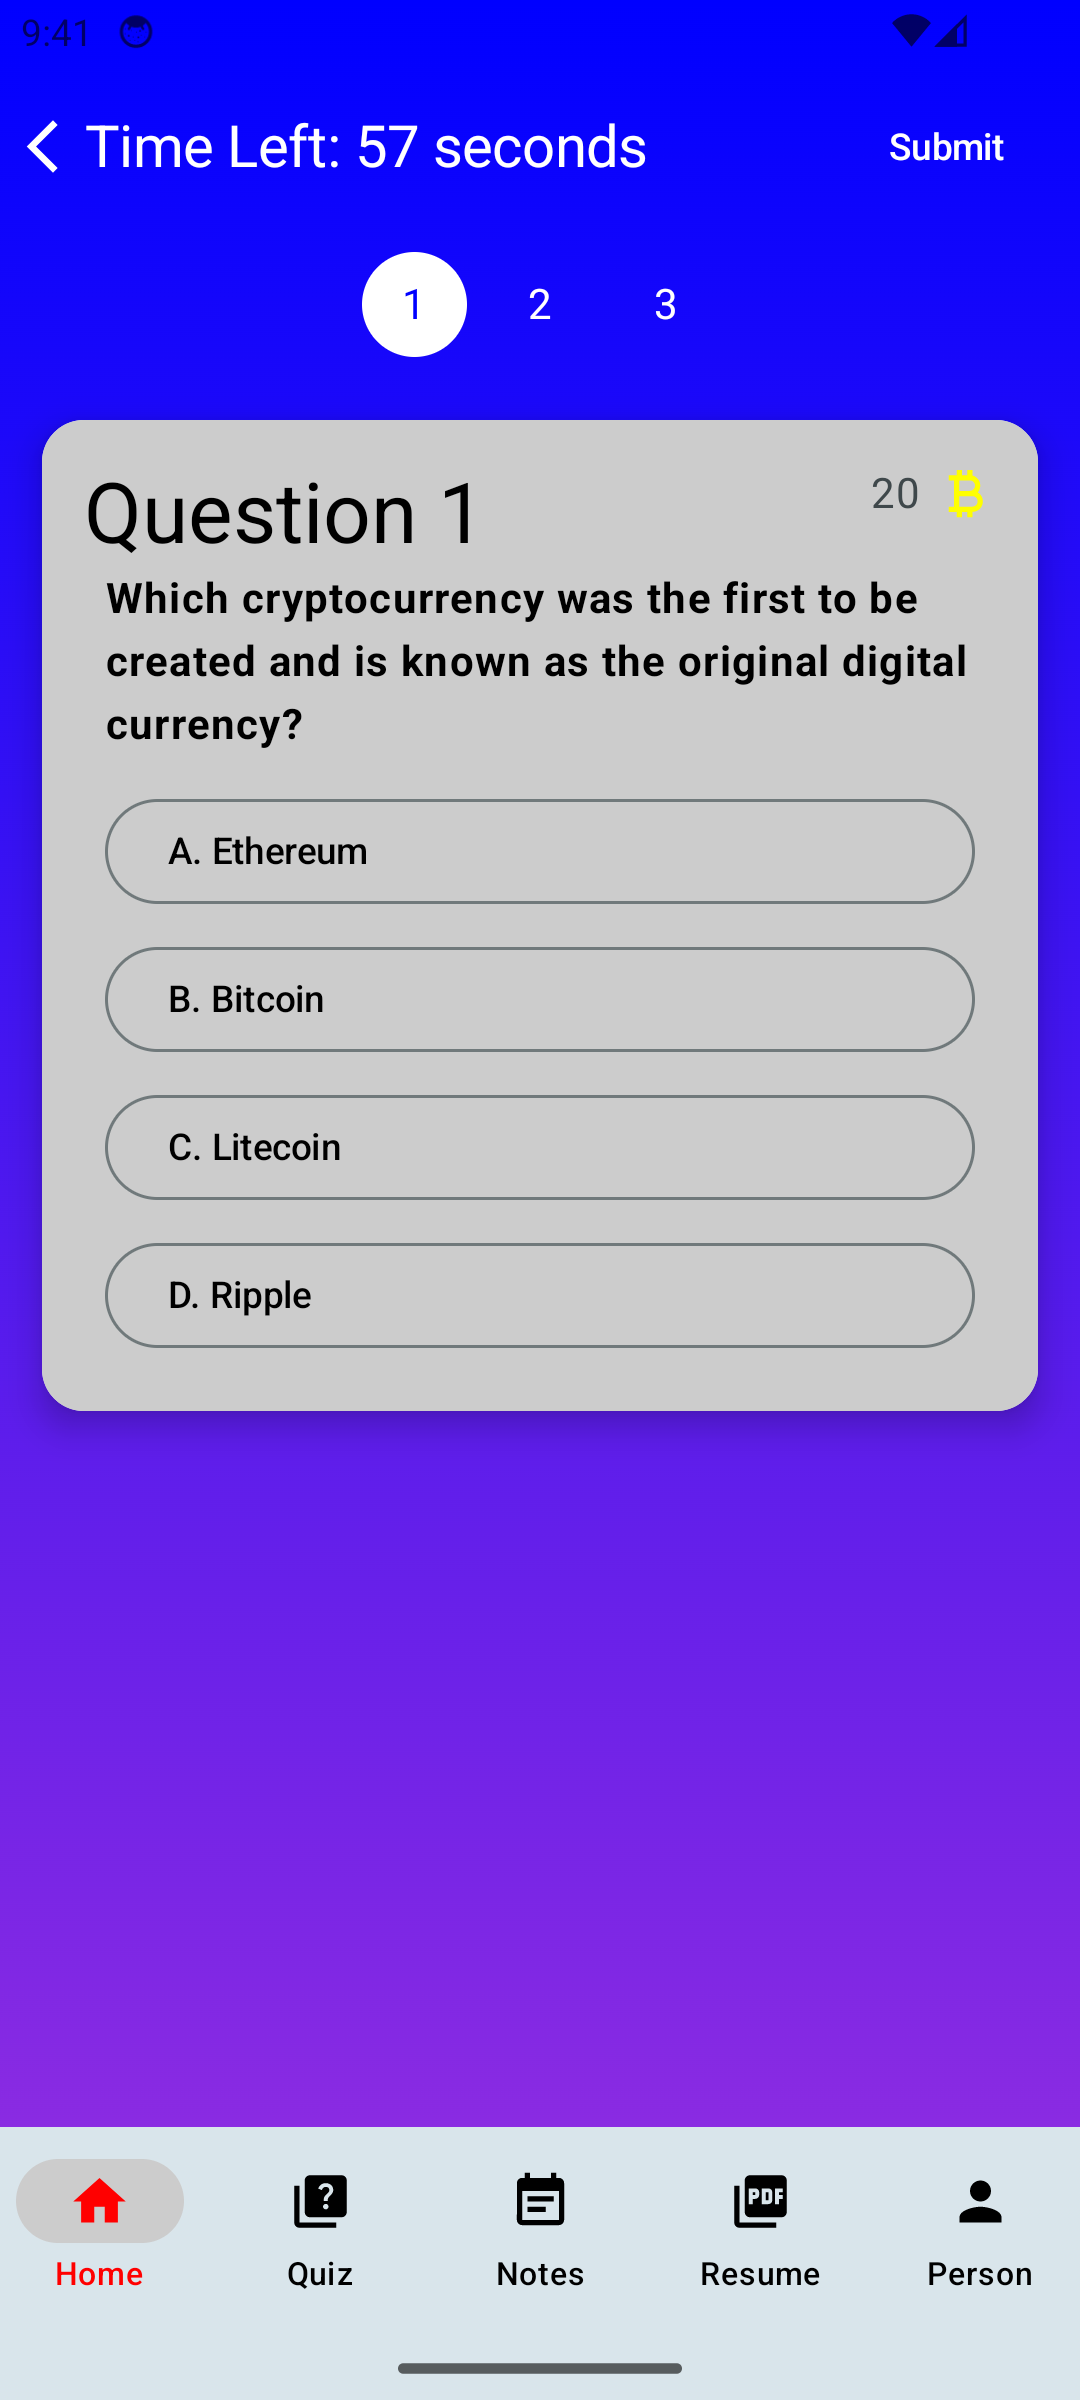 9:41
Time Left: 57 seconds
Submit
1 2 3
Question 1
20
Which cryptocurrency was the first to be
created and is known as the original digital
currency?
A. Ethereum
B. Bitcoin
C. Litecoin
D. Ripple
?
PDF
Home Quiz Notes Resume Person